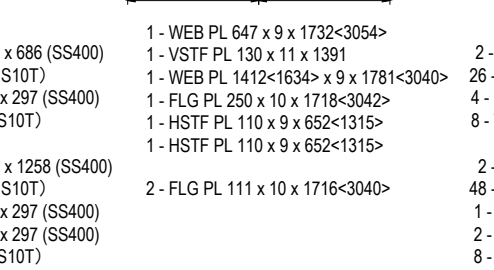 1 - WEB PL 647 x 9 x 1732<3054>
x 686 (SS400)
1 - VSTF PL 130 x 11 x 1391
2 -
S10T）
1 - WEB PL 1412<1634> x 9 x 1781<3040>
26 -
x 297 (SS400)
1 - FLG PL 250 x 10 x 1718<3042>
4 -
S10T）
1 - HSTF PL 110 x 9 x 652<1315>
8 -
1 - HSTF PL 110 x 9 x 652<1315>
x 1258 (SS400)
2 -
S10T）
2 - FLG PL 111 x 10 x 1716<3040>
48 -
x 297 (SS400)
1 -
x 297 (SS400)
2 -
S10T）
8 -